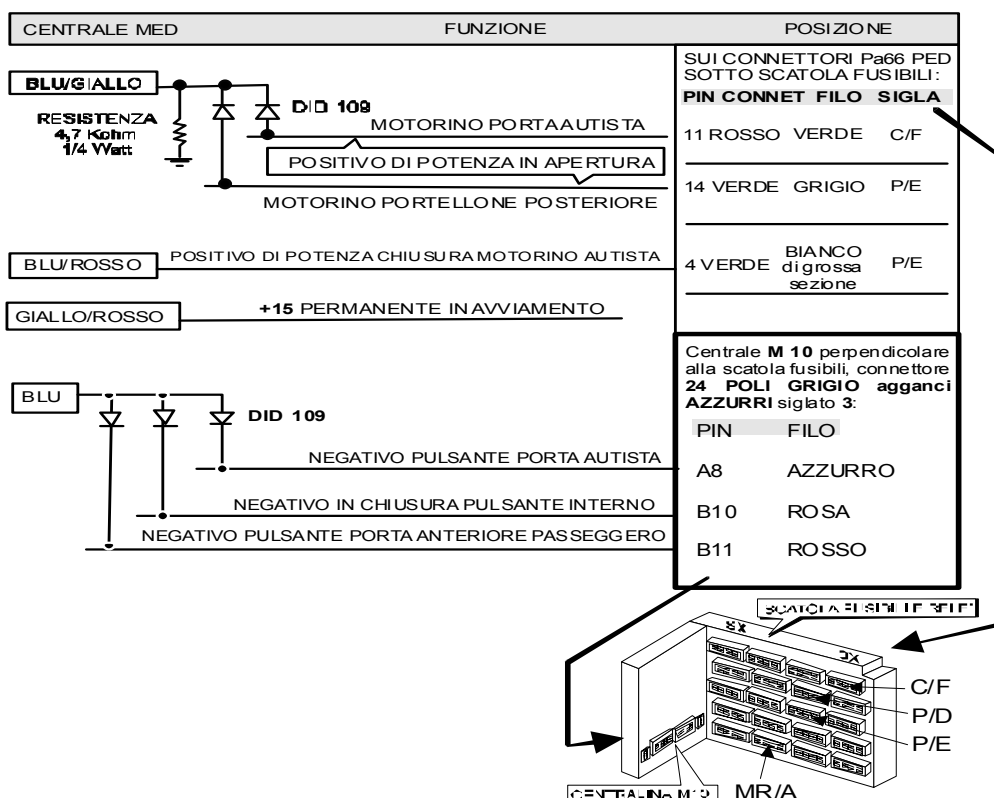 CENTRALE MED FUNZIONE POSIZIONE
BLU/GIALLO
RESISTENZA
4,7 Kohm
1/4 Watt
DID 109
MOTORINO PORTA AUTISTA
POSITIVO DI POTENZA IN APERTURA
MOTORINO PORTELLONE POSTERIORE
SUI CONNETTORI Pa66 PED
SOTTO SCATOLA FUSIBILI:
PIN CONNET FILO SIGLA
11 ROSSO VERDE C/F
14 VERDE GRIGIO P/E
BLU/ROSSO
POSITIVO DI POTENZA CHIUSURA MOTORINO AUTISTA
4 VERDE BIANCO di grossa sezione P/E
GIALLO/ROSSO
+15 PERMANENTE IN AVVIAMENTO
BLU
DID 109
NEGATIVO PULSANTE PORTA AUTISTA
NEGATIVO IN CHIUSURA PULSANTE INTERNO
NEGATIVO PULSANTE PORTA ANTERIORE PASSEGGERO
Centrale M 10 perpendicolare
alla scatola fusibili, connettore
24 POLI GRIGIO agganci
AZZURRI siglato 3:
PIN FILO
A8 AZZURRO
B10 ROSA
B11 ROSSO
SX
DX
C/F
P/D
P/E
MR/A